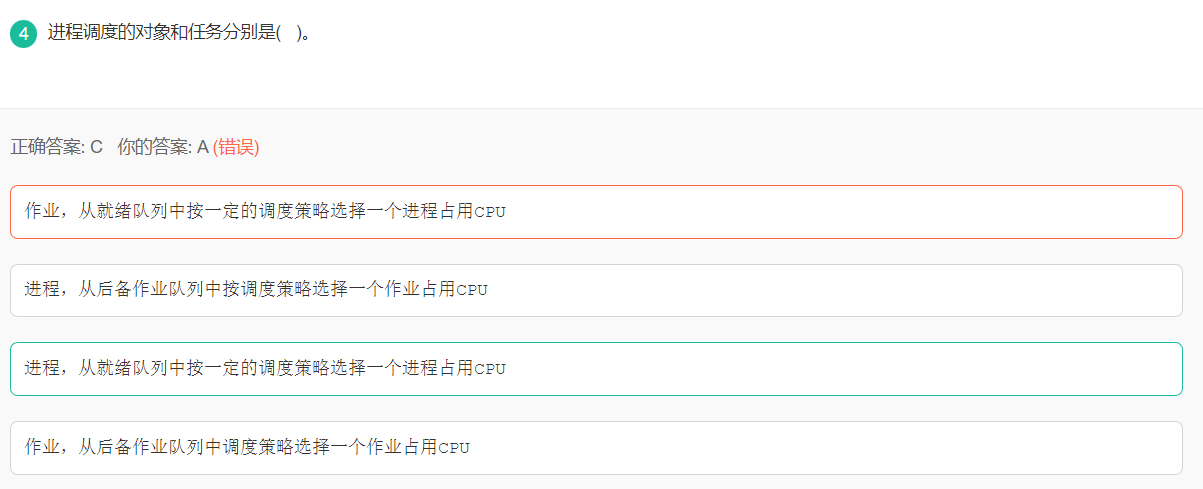 4 进程调度的对象和任务分别是(   )。
正确答案: C 你的答案: A (错误)
作业，从就绪队列中按一定的调度策略选择一个进程占用CPU
进程，从后备作业队列中按调度策略选择一个作业占用CPU
进程，从就绪队列中按一定的调度策略选择一个进程占用CPU
作业，从后备作业队列中调度策略选择一个作业占用CPU